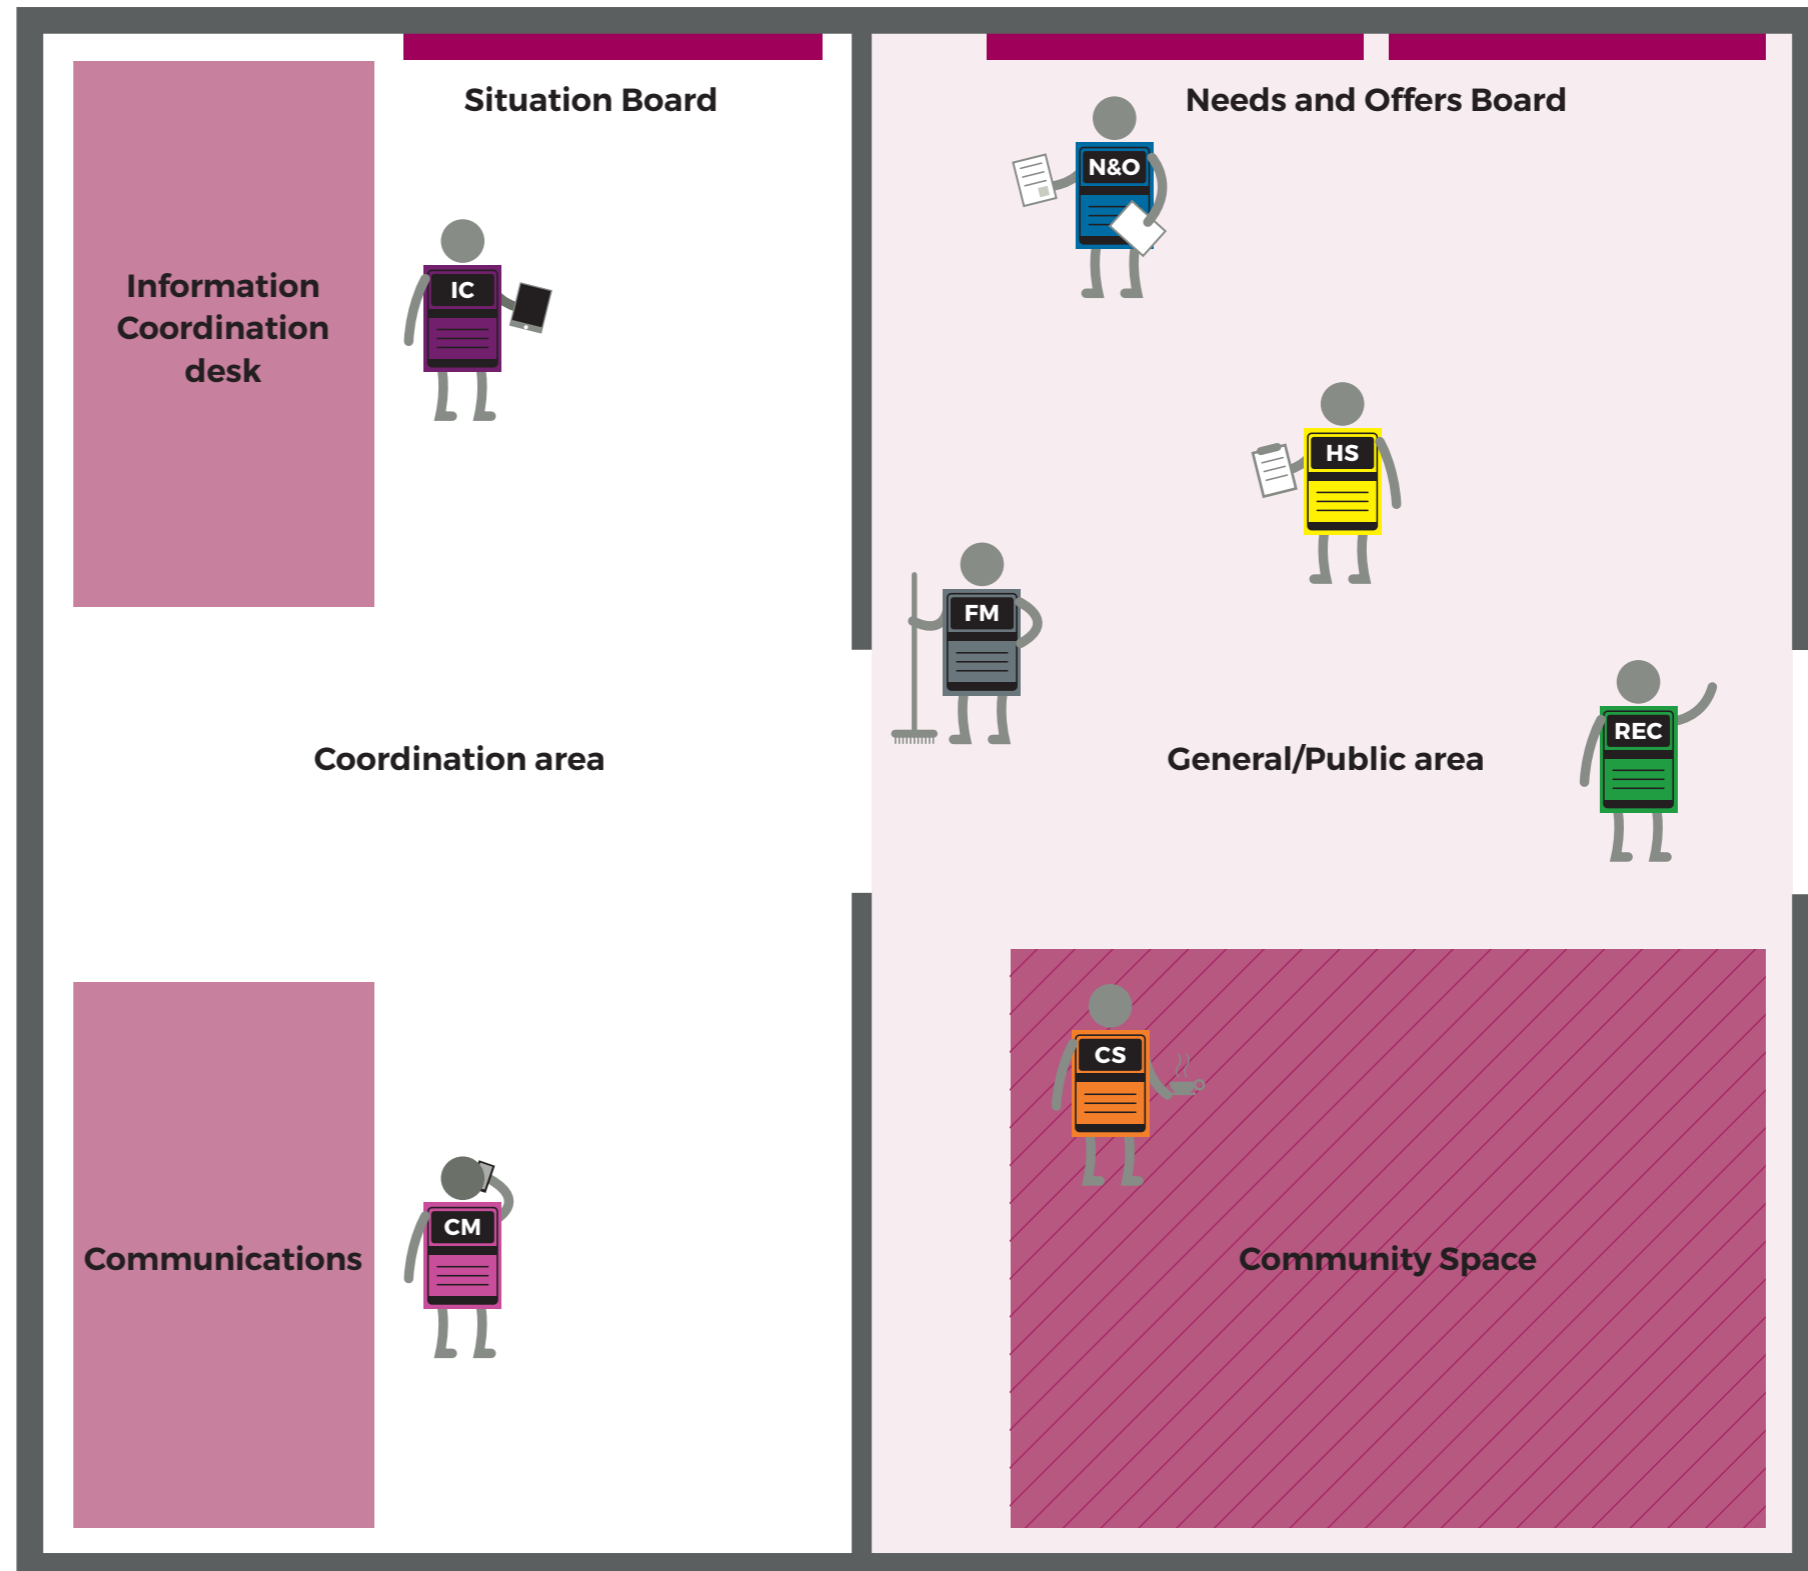 Situation Board
Needs and Offers Board
N&O
Information
Coordination
desk
IC
HS
FM
REC
Coordination area
General/Public area
CS
CM
Communications
Community Space